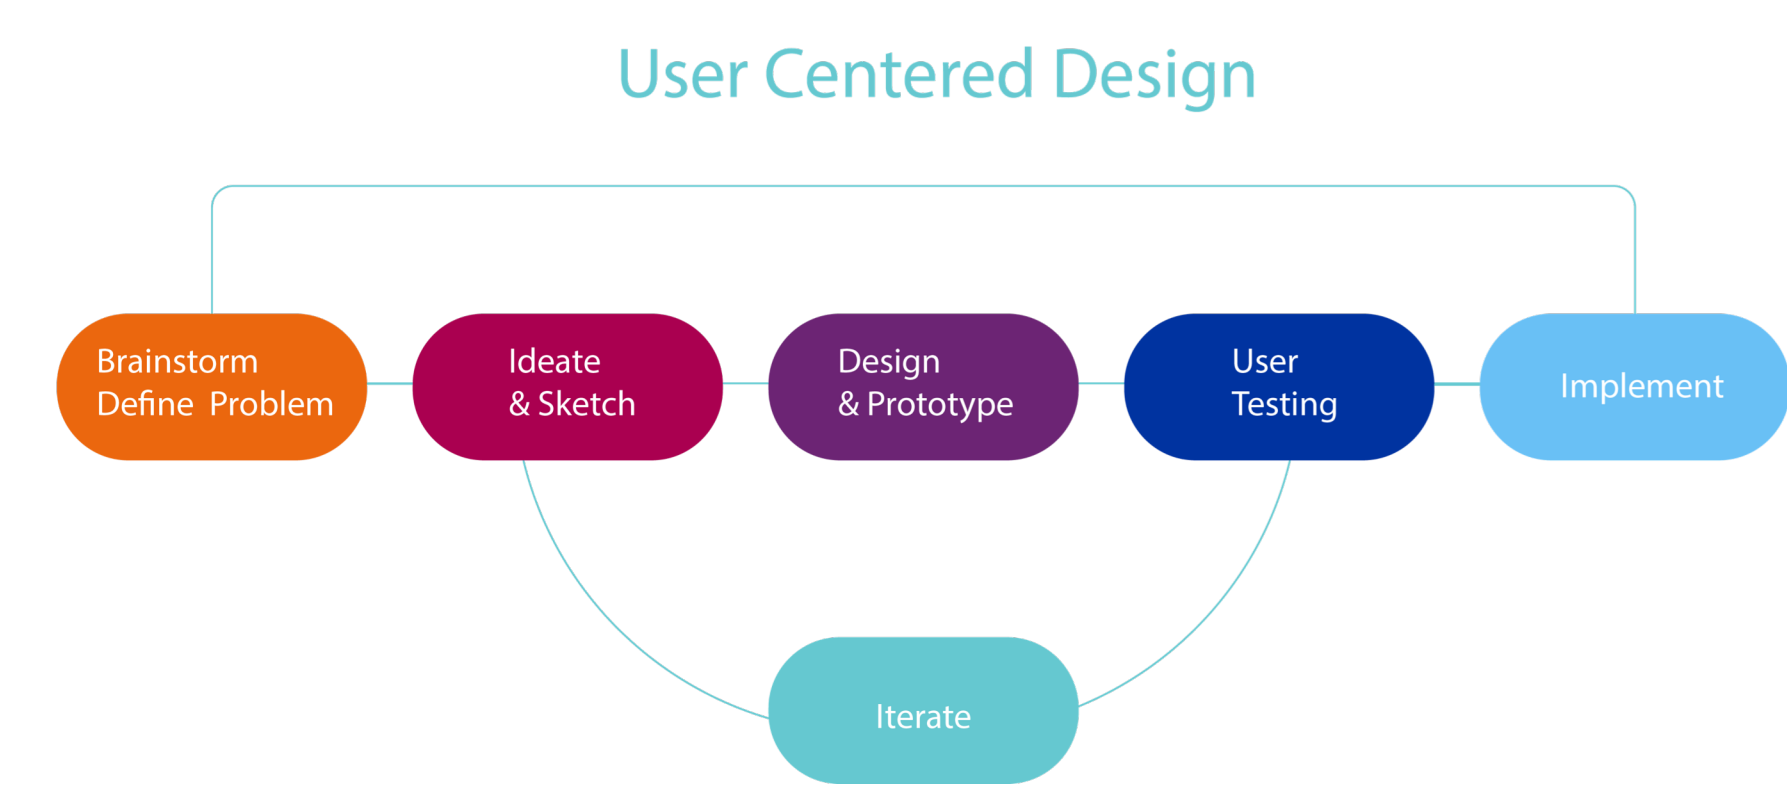 User Centered Design
Brainstorm
Define Problem
Ideate
& Sketch
Design
& Prototype
User
Testing
Implement
Iterate